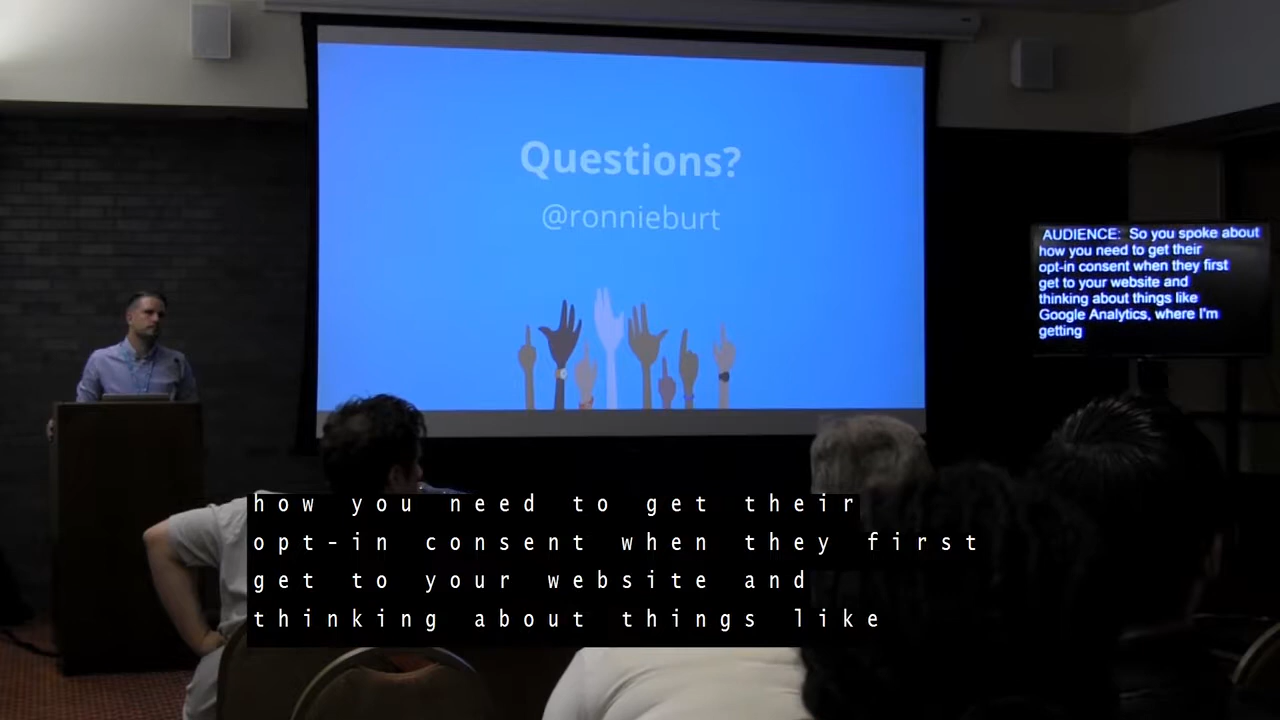 Questions?
@ronnieburt
AUDIENCE: So you spoke about
how you need to get their
opt-in consent when they first
get to your website and
thinking about things like
Google Analytics, where I'm
getting
how you need to get their
opt-in consent when they first
get to your website and
thinking about things like